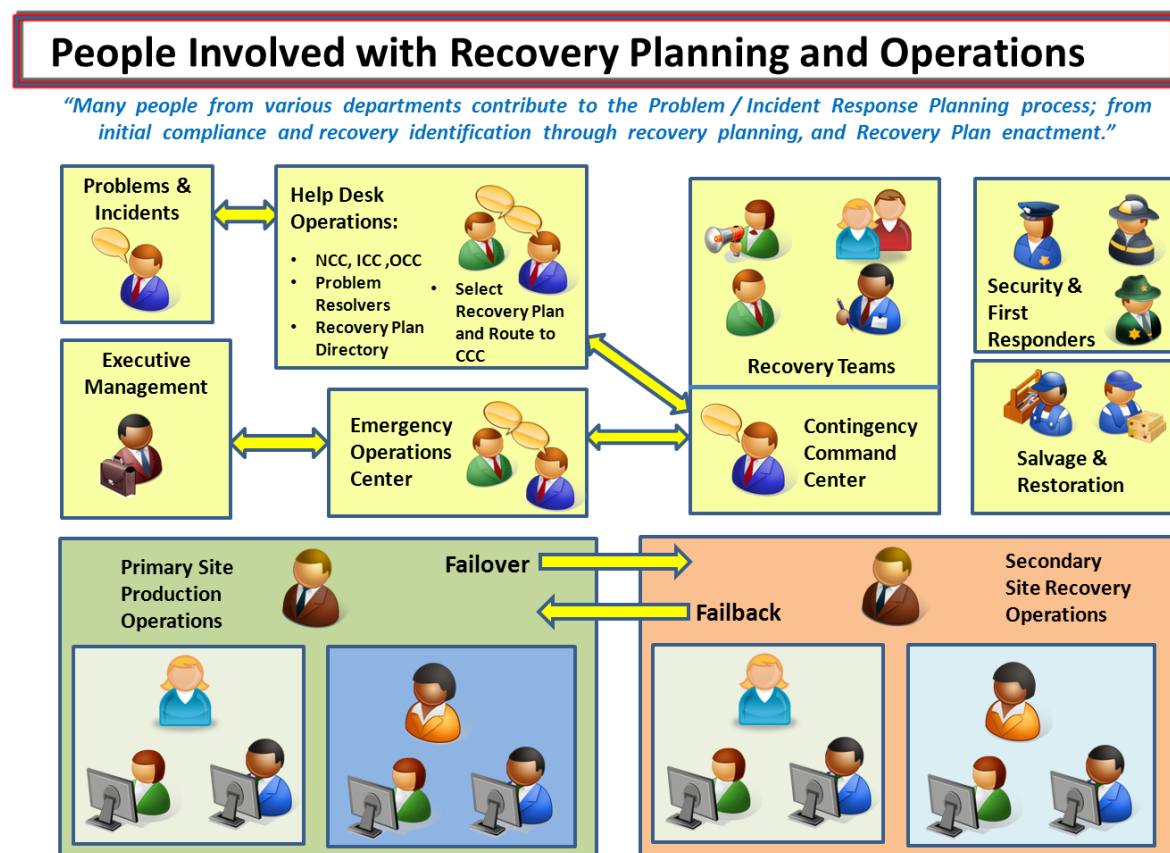 People Involved with Recovery Planning and Operations
“Many people from various departments contribute to the Problem / Incident Response Planning process; from
initial compliance and recovery identification through recovery planning, and Recovery Plan enactment.”
Problems &
Incidents
Help Desk
Operations:
• NCC, ICC ,OCC
• Problem
Resolvers
• Recovery Plan
Directory
• Select
Recovery Plan
and Route to
CCC
Recovery Teams
Security &
First
Responders
Executive
Management
Emergency
Operations
Center
Contingency
Command
Center
Salvage &
Restoration
Primary Site
Production
Operations
Failover
Failback
Secondary
Site Recovery
Operations